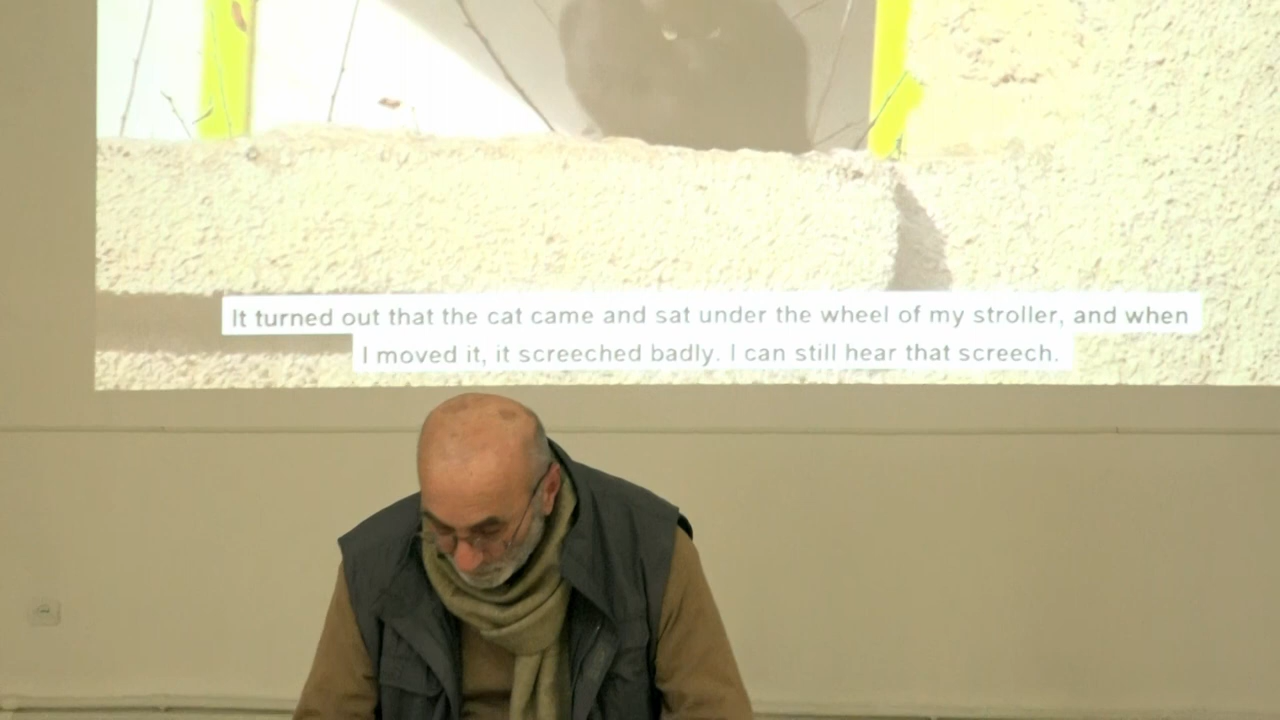 It turned out that the cat came and sat under the wheel of my stroller, and when
I moved it, it screeched badly. I can still hear that screech.